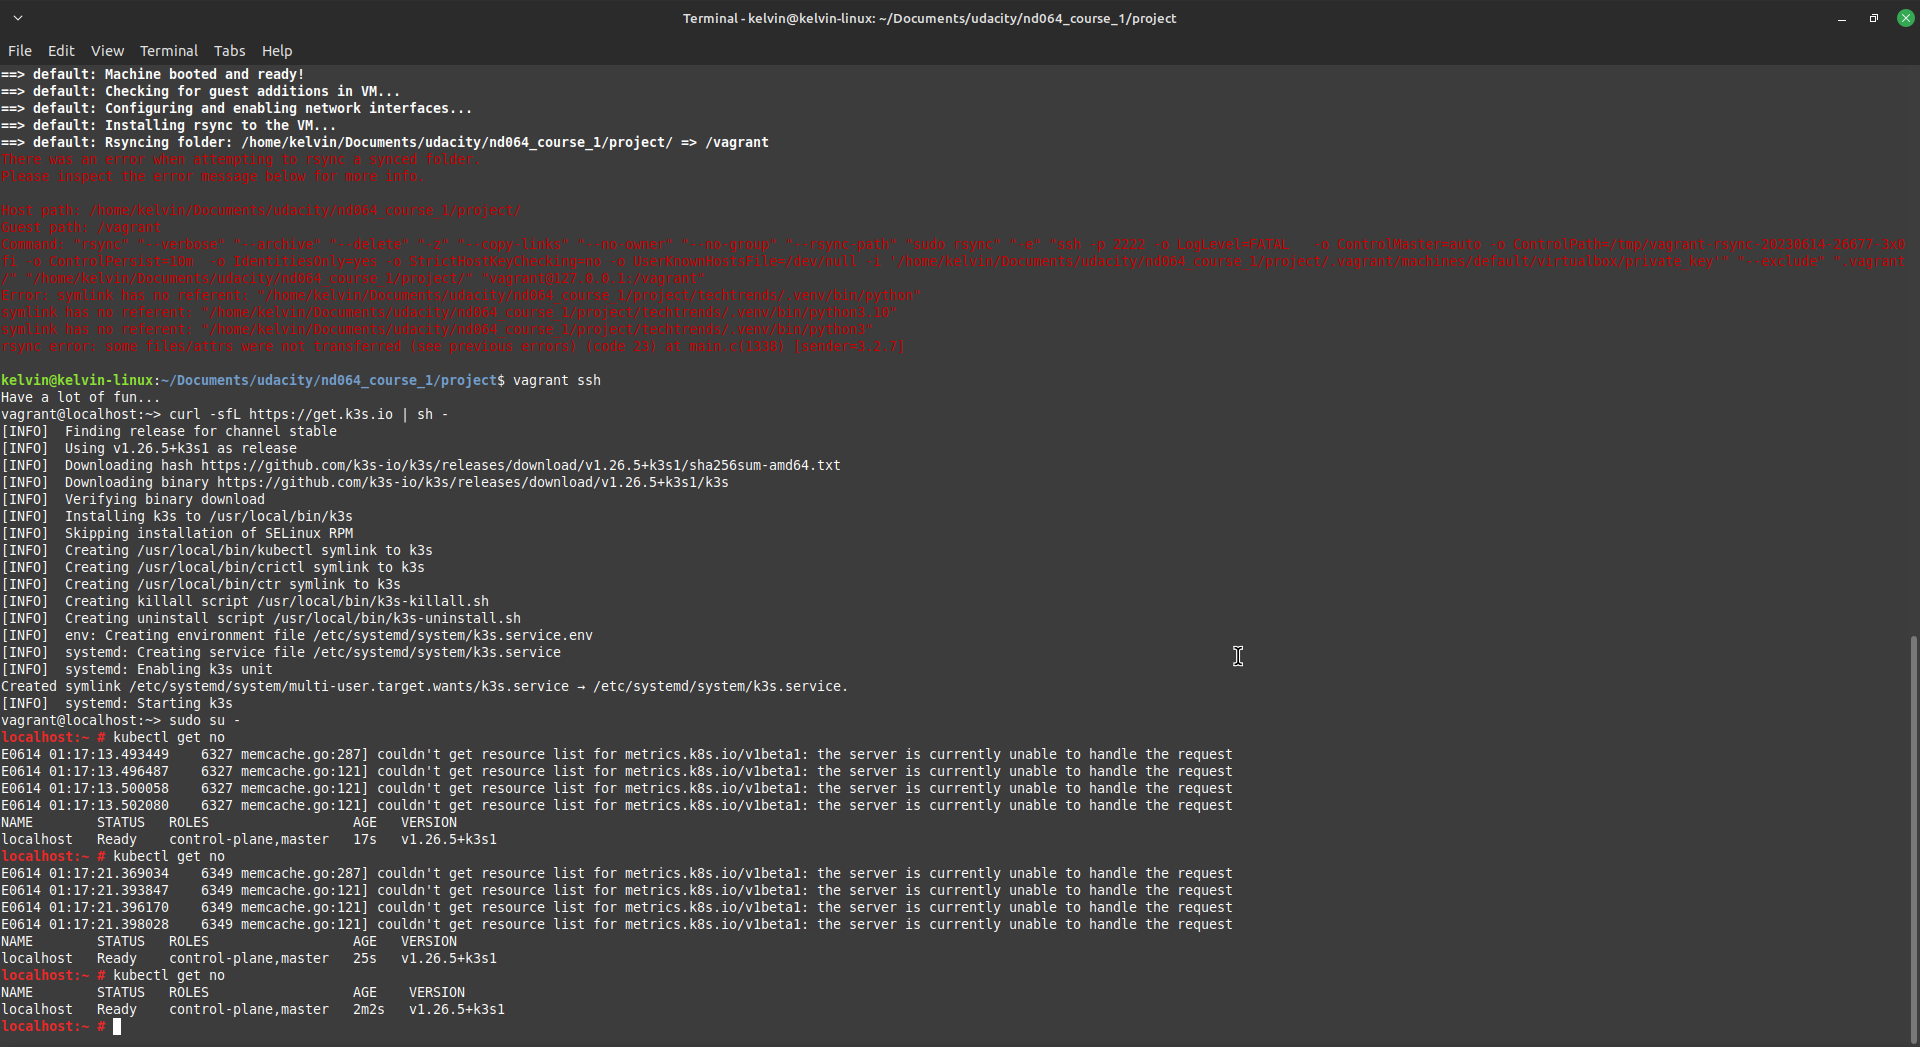 Terminal - kelvin@kelvin-linux: ~/Documents/udacity/nd064_course_1/project
File Edit View Terminal Tabs Help
==> default: Machine booted and ready!
==> default: Checking for guest additions in VM...
==> default: Configuring and enabling network interfaces...
==> default: Installing rsync to the VM...
==> default: Rsyncing folder: /home/kelvin/Documents/udacity/nd064_course_1/project/ => /vagrant
There was an error when attempting to rsync a synced folder.
Please inspect the error message below for more info.
Host path: /home/kelvin/Documents/udacity/nd064_course_1/project/
Guest path: /vagrant
Command: "rsync" "--verbose" "--archive" "--delete" "-z" "--copy-links" "--no-owner" "--no-group" "--rsync-path" "sudo rsync" "-e" "ssh -p 2222 -o LogLevel=FATAL   -o ControlMaster=auto -o ControlPath=/tmp/vagrant-rsync-20230614-26677-3x0
fi -o ControlPersist=10m  -o IdentitiesOnly=yes -o StrictHostKeyChecking=no -o UserKnownHostsFile=/dev/null -i '/home/kelvin/Documents/udacity/nd064_course_1/project/.vagrant/machines/default/virtualbox/private_key'" "--exclude" ".vagrant
/" "/home/kelvin/Documents/udacity/nd064_course_1/project/" "vagrant@127.0.0.1:/vagrant"
Error: symlink has no referent: "/home/kelvin/Documents/udacity/nd064_course_1/project/techtrends/.venv/bin/python"
symlink has no referent: "/home/kelvin/Documents/udacity/nd064_course_1/project/techtrends/.venv/bin/python3.10"
symlink has no referent: "/home/kelvin/Documents/udacity/nd064_course_1/project/techtrends/.venv/bin/python3"
rsync error: some files/attrs were not transferred (see previous errors) (code 23) at main.c(1338) [sender=3.2.7]
kelvin@kelvin-linux:~/Documents/udacity/nd064_course_1/project$ vagrant ssh
Have a lot of fun...
vagrant@localhost:~> curl -sfL https://get.k3s.io | sh -
[INFO]  Finding release for channel stable
[INFO]  Using v1.26.5+k3s1 as release
[INFO]  Downloading hash https://github.com/k3s-io/k3s/releases/download/v1.26.5+k3s1/sha256sum-amd64.txt
[INFO]  Downloading binary https://github.com/k3s-io/k3s/releases/download/v1.26.5+k3s1/k3s
[INFO]  Verifying binary download
[INFO]  Installing k3s to /usr/local/bin/k3s
[INFO]  Skipping installation of SELinux RPM
[INFO]  Creating /usr/local/bin/kubectl symlink to k3s
[INFO]  Creating /usr/local/bin/crictl symlink to k3s
[INFO]  Creating /usr/local/bin/ctr symlink to k3s
[INFO]  Creating killall script /usr/local/bin/k3s-killall.sh
[INFO]  Creating uninstall script /usr/local/bin/k3s-uninstall.sh
[INFO]  env: Creating environment file /etc/systemd/system/k3s.service.env
[INFO]  systemd: Creating service file /etc/systemd/system/k3s.service
[INFO]  systemd: Enabling k3s unit
Created symlink /etc/systemd/system/multi-user.target.wants/k3s.service → /etc/systemd/system/k3s.service.
[INFO]  systemd: Starting k3s
vagrant@localhost:~> sudo su -
localhost:~ # kubectl get no
E0614 01:17:13.493449    6327 memcache.go:287] couldn't get resource list for metrics.k8s.io/v1beta1: the server is currently unable to handle the request
E0614 01:17:13.496487    6327 memcache.go:121] couldn't get resource list for metrics.k8s.io/v1beta1: the server is currently unable to handle the request
E0614 01:17:13.500058    6327 memcache.go:121] couldn't get resource list for metrics.k8s.io/v1beta1: the server is currently unable to handle the request
E0614 01:17:13.502080    6327 memcache.go:121] couldn't get resource list for metrics.k8s.io/v1beta1: the server is currently unable to handle the request
NAME        STATUS   ROLES                  AGE   VERSION
localhost   Ready    control-plane,master   17s   v1.26.5+k3s1
localhost:~ # kubectl get no
E0614 01:17:21.369034    6349 memcache.go:287] couldn't get resource list for metrics.k8s.io/v1beta1: the server is currently unable to handle the request
E0614 01:17:21.393847    6349 memcache.go:121] couldn't get resource list for metrics.k8s.io/v1beta1: the server is currently unable to handle the request
E0614 01:17:21.396170    6349 memcache.go:121] couldn't get resource list for metrics.k8s.io/v1beta1: the server is currently unable to handle the request
E0614 01:17:21.398028    6349 memcache.go:121] couldn't get resource list for metrics.k8s.io/v1beta1: the server is currently unable to handle the request
NAME        STATUS   ROLES                  AGE   VERSION
localhost   Ready    control-plane,master   25s   v1.26.5+k3s1
localhost:~ # kubectl get no
NAME        STATUS   ROLES                  AGE    VERSION
localhost   Ready    control-plane,master   2m2s   v1.26.5+k3s1
localhost:~ #